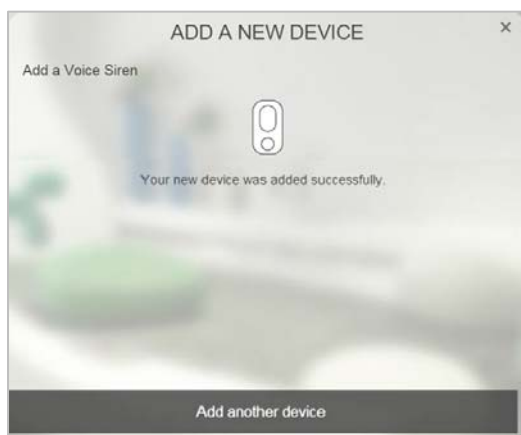 ADD A NEW DEVICE
×
Add a Voice Siren
Your new device was added successfully.
Add another device